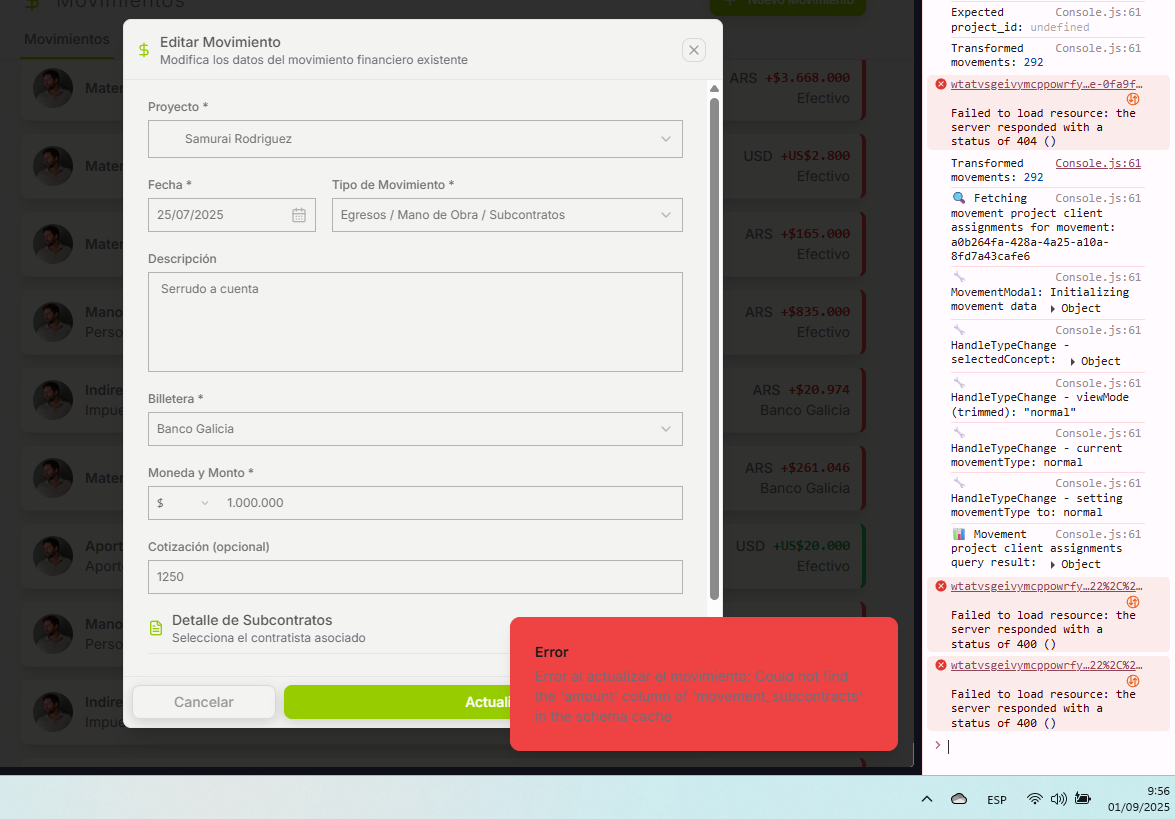 $ Movimientos
+ Nuevo Movimiento
Movimientos
Mater
ARS +$3.668.000
Efectivo
Mater
USD +US$2.800
Efectivo
Mater
ARS +$165.000
Efectivo
Mano
Perso
ARS +$835.000
Efectivo
Indire
Impue
ARS +$20.974
Banco Galicia
Mater
ARS +$261.046
Banco Galicia
Aport
Aport
USD +US$20.000
Efectivo
Mano
Perso
Indire
Impue
$ Editar Movimiento
Modifica los datos del movimiento financiero existente
Proyecto *
Samurai Rodriguez
Fecha *
Tipo de Movimiento *
25/07/2025
Egresos / Mano de Obra / Subcontratos
Descripción
Serrudo a cuenta
Billetera *
Banco Galicia
Moneda y Monto *
$ 1.000.000
Cotización (opcional)
1250
Detalle de Subcontratos
Selecciona el contratista asociado
Cancelar
Actuali
Error
Error al actualizar el movimiento: Could not find
the 'amount' column of 'movement_subcontracts'
in the schema cache
Expected Console.js:61
project_id: undefined
Transformed Console.js:61
movements: 292
wtatvsgeivymcppowrfy…e-0fa9f…
Failed to load resource: the
server responded with a
status of 404 ()
Transformed Console.js:61
movements: 292
Fetching Console.js:61
movement project client
assignments for movement:
a0b264fa-428a-4a25-a10a-
8fd7a43cafe6
Console.js:61
MovementModal: Initializing
movement data Object
Console.js:61
HandleTypeChange -
selectedConcept: Object
Console.js:61
HandleTypeChange - viewMode
(trimmed): "normal"
Console.js:61
HandleTypeChange - current
movementType: normal
Console.js:61
HandleTypeChange - setting
movementType to: normal
Movement Console.js:61
project client assignments
query result: Object
wtatvsgeivymcppowrfy…22%2C%2…
Failed to load resource: the
server responded with a
status of 400 ()
wtatvsgeivymcppowrfy…22%2C%2…
Failed to load resource: the
server responded with a
status of 400 ()
>
ESP
9:56
01/09/2025